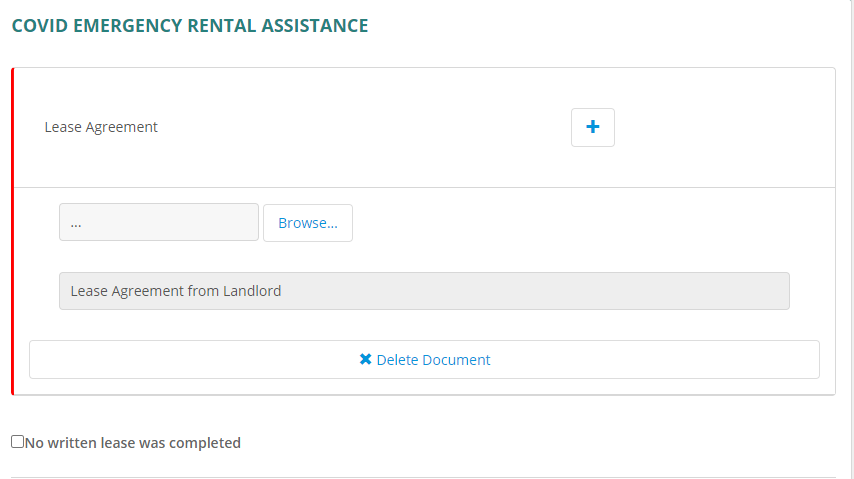 COVID EMERGENCY RENTAL ASSISTANCE
Lease Agreement
... Browse...
Lease Agreement from Landlord
Delete Document
No written lease was completed